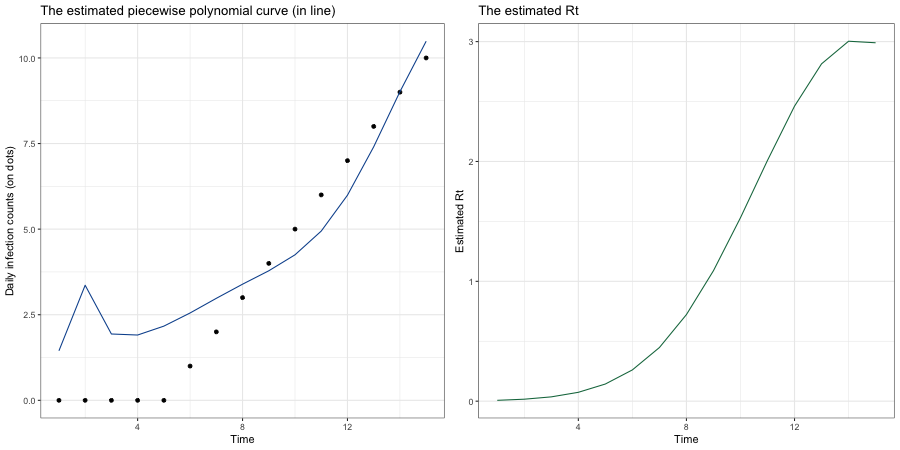 The estimated piecewise polynomial curve (in line)
Daily infection counts (on dots)
10.0
7.5
5.0
2.5
0.0
4
8
12
Time
The estimated Rt
Estimated Rt
3
2
1
0
4
8
12
Time